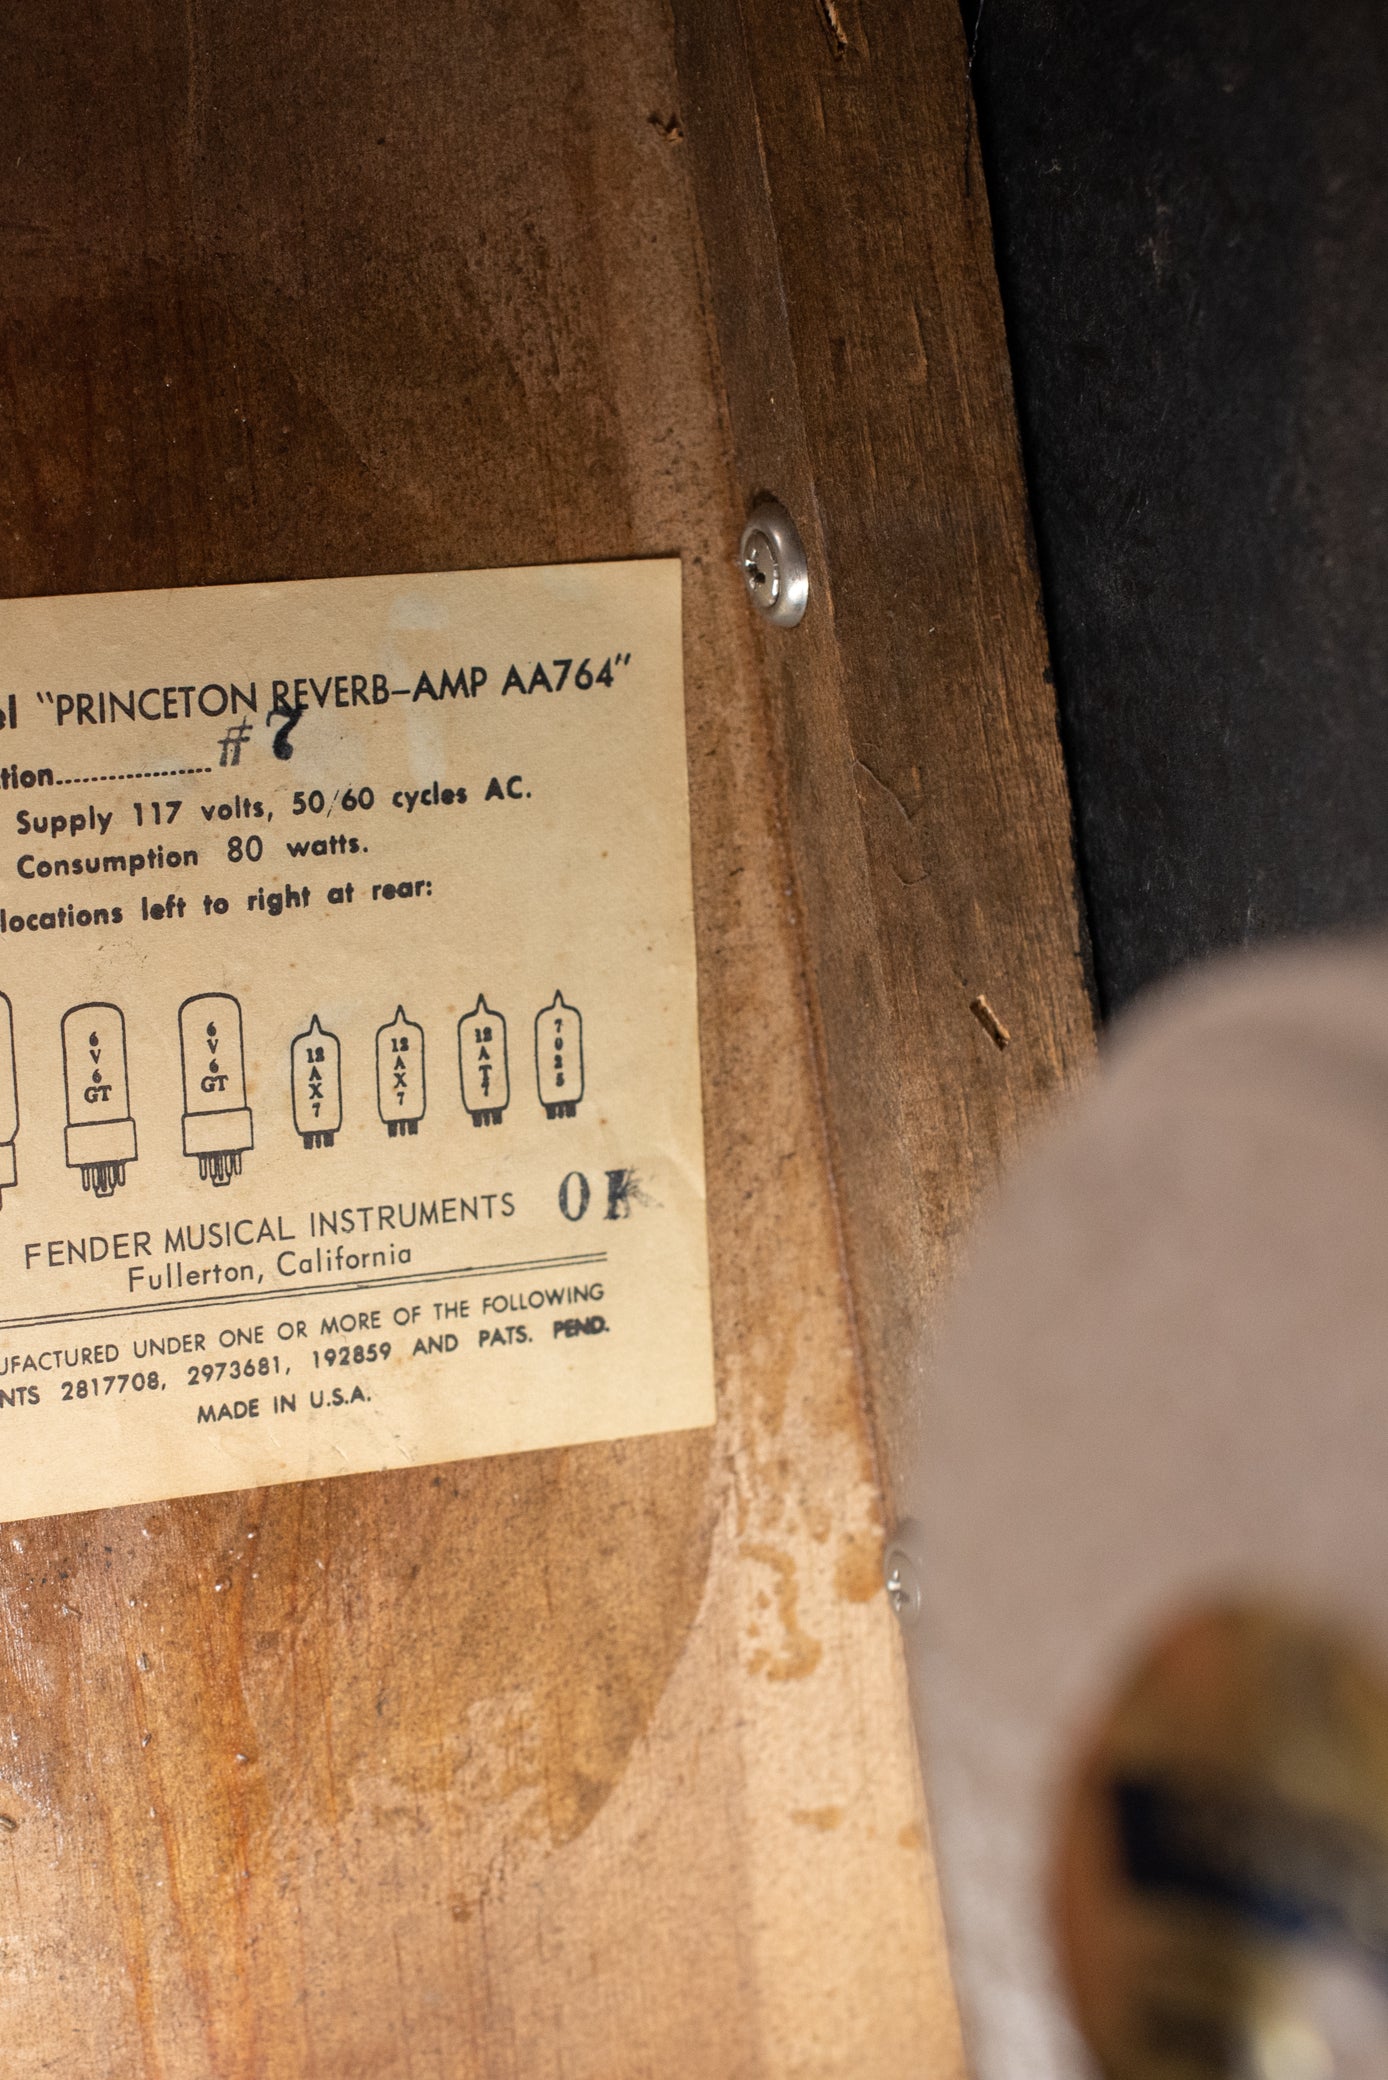 el "PRINCETON REVERB–AMP AA764"
tion................... # 7
Supply 117 volts, 50/60 cycles AC.
Consumption 80 watts.
locations left to right at rear:
6V6GT 6V6GT 12AX7 12AX7 12AT7 7025
OK
FENDER MUSICAL INSTRUMENTS
Fullerton, California
UFACTURED UNDER ONE OR MORE OF THE FOLLOWING
NTS 2817708, 2973681, 192859 AND PATS. PEND.
MADE IN U.S.A.